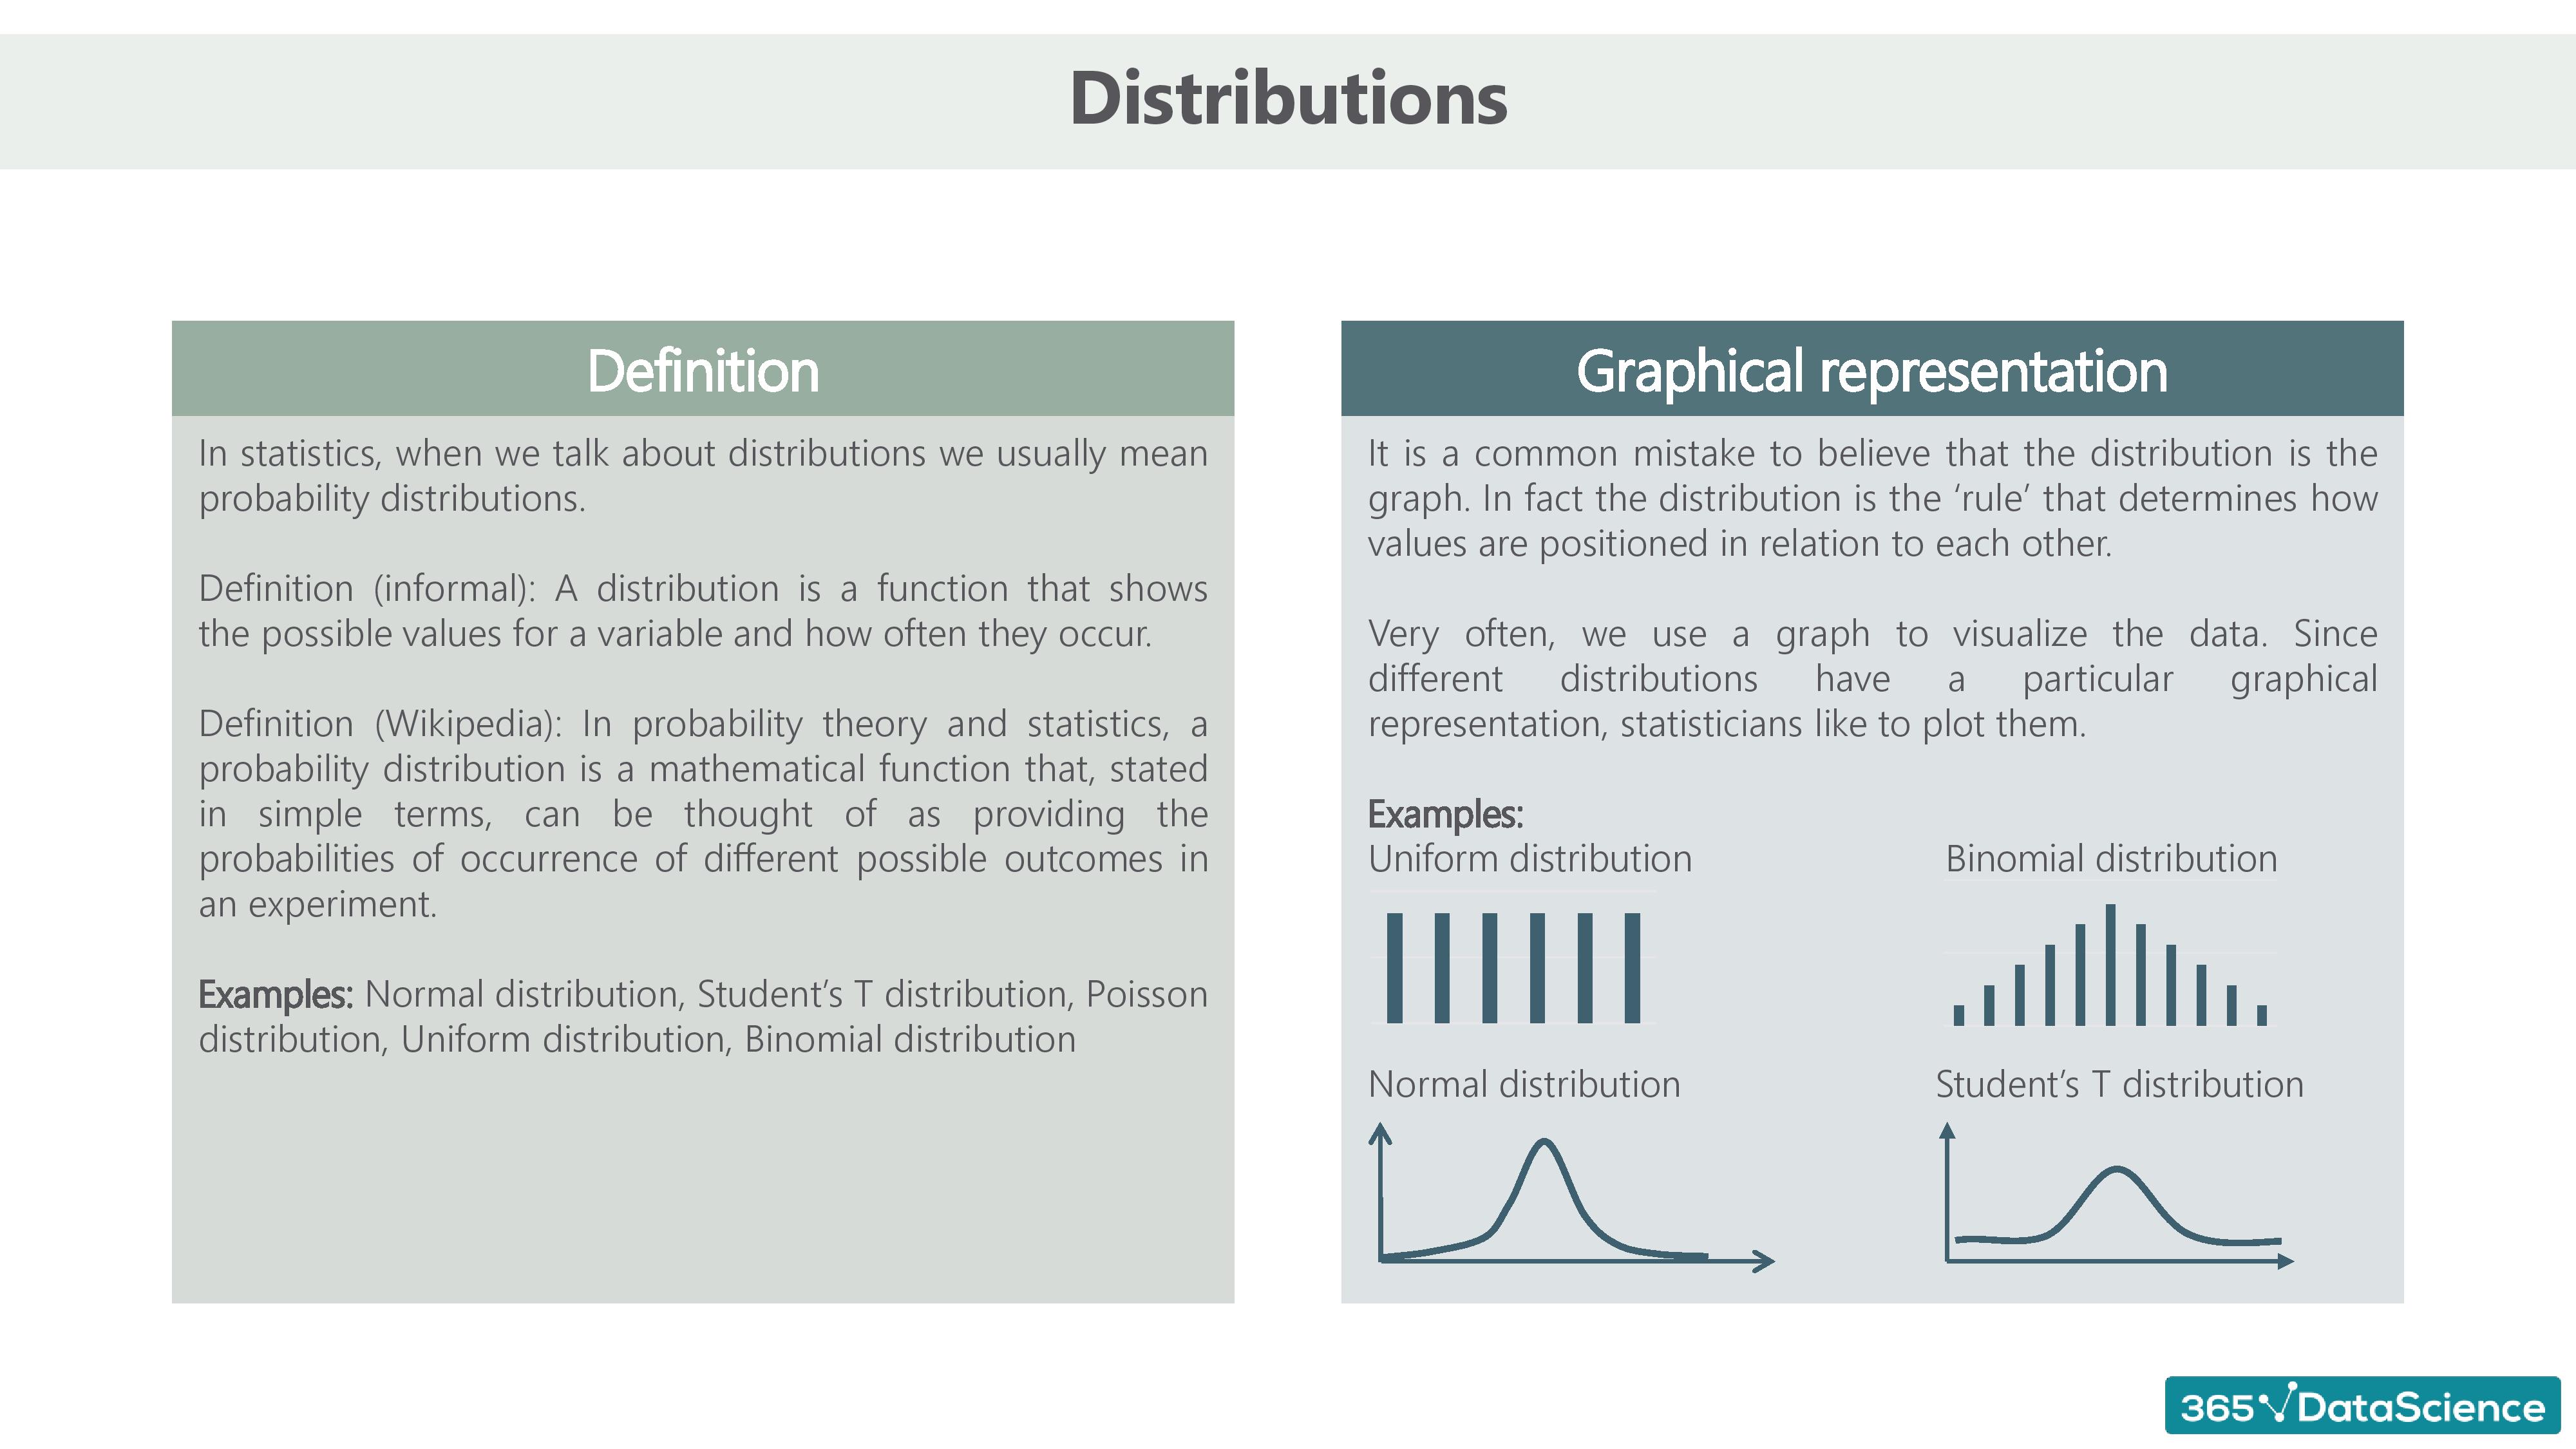 Distributions
Definition
In statistics, when we talk about distributions we usually mean
probability distributions.
Definition (informal): A distribution is a function that shows
the possible values for a variable and how often they occur.
Definition (Wikipedia): In probability theory and statistics, a
probability distribution is a mathematical function that, stated
in simple terms, can be thought of as providing the
probabilities of occurrence of different possible outcomes in
an experiment.
Examples: Normal distribution, Student’s T distribution, Poisson
distribution, Uniform distribution, Binomial distribution
Graphical representation
It is a common mistake to believe that the distribution is the
graph. In fact the distribution is the ‘rule’ that determines how
values are positioned in relation to each other.
Very often, we use a graph to visualize the data. Since
different distributions have a particular graphical
representation, statisticians like to plot them.
Examples:
Uniform distribution
Binomial distribution
Normal distribution
Student’s T distribution
365 DataScience